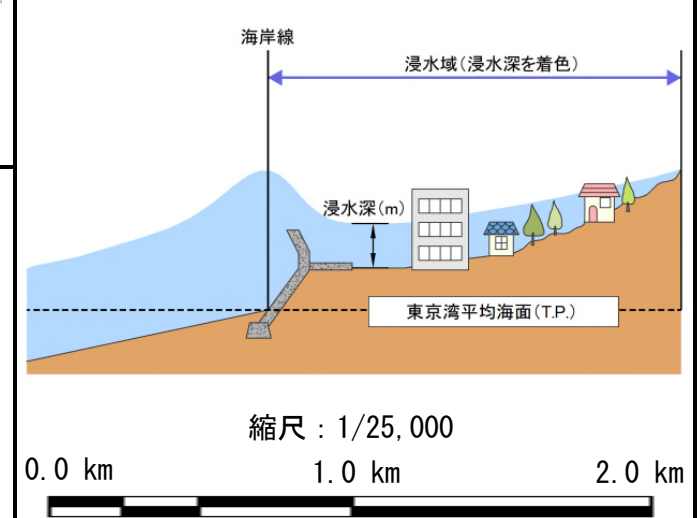 海岸線
浸水域(浸水深を着色)
浸水深(m)
東京湾平均海面(T.P.)
縮尺：1/25,000
0.0 km 1.0 km 2.0 km